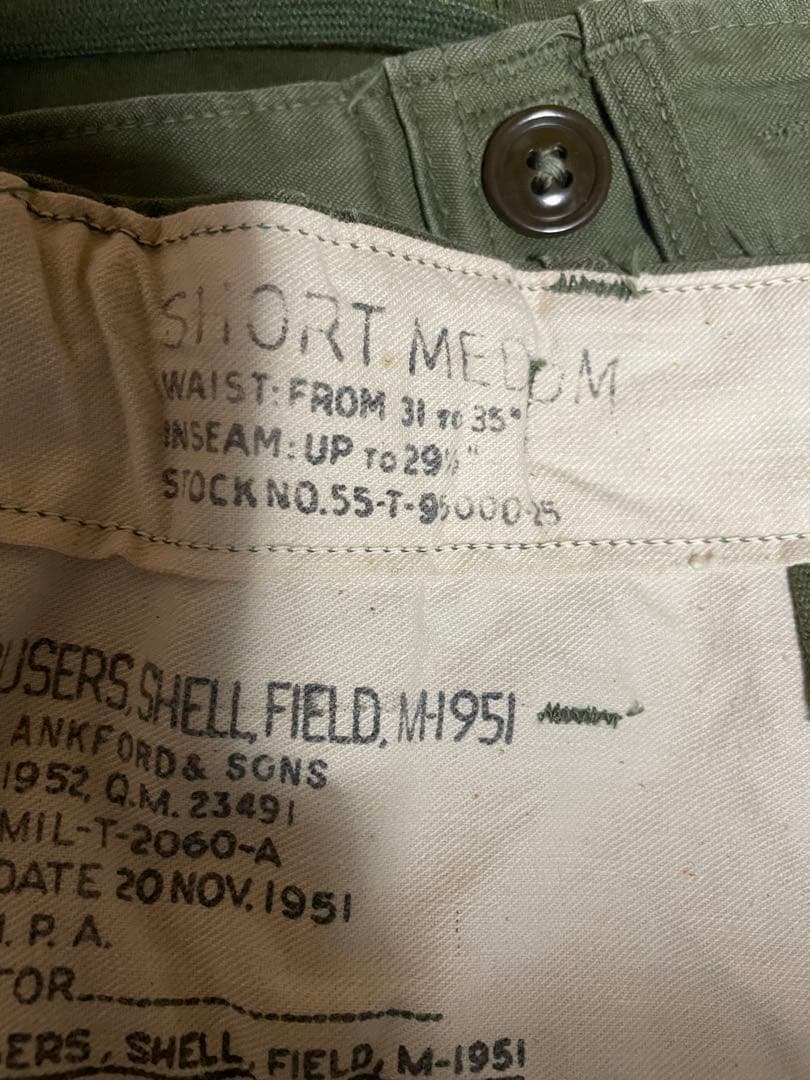 SHORT MEDIUM
WAIST: FROM 31 TO 35"
INSEAM: UP TO 29½"
STOCK NO. 55-T-95000-25
USERS, SHELL, FIELD, M-1951
ANKFORD & SONS
1952, Q.M. 23491
MIL-T-2060-A
DATE 20 NOV. 1951
. P. A.
TOR
SERS, SHELL, FIELD, M-1951